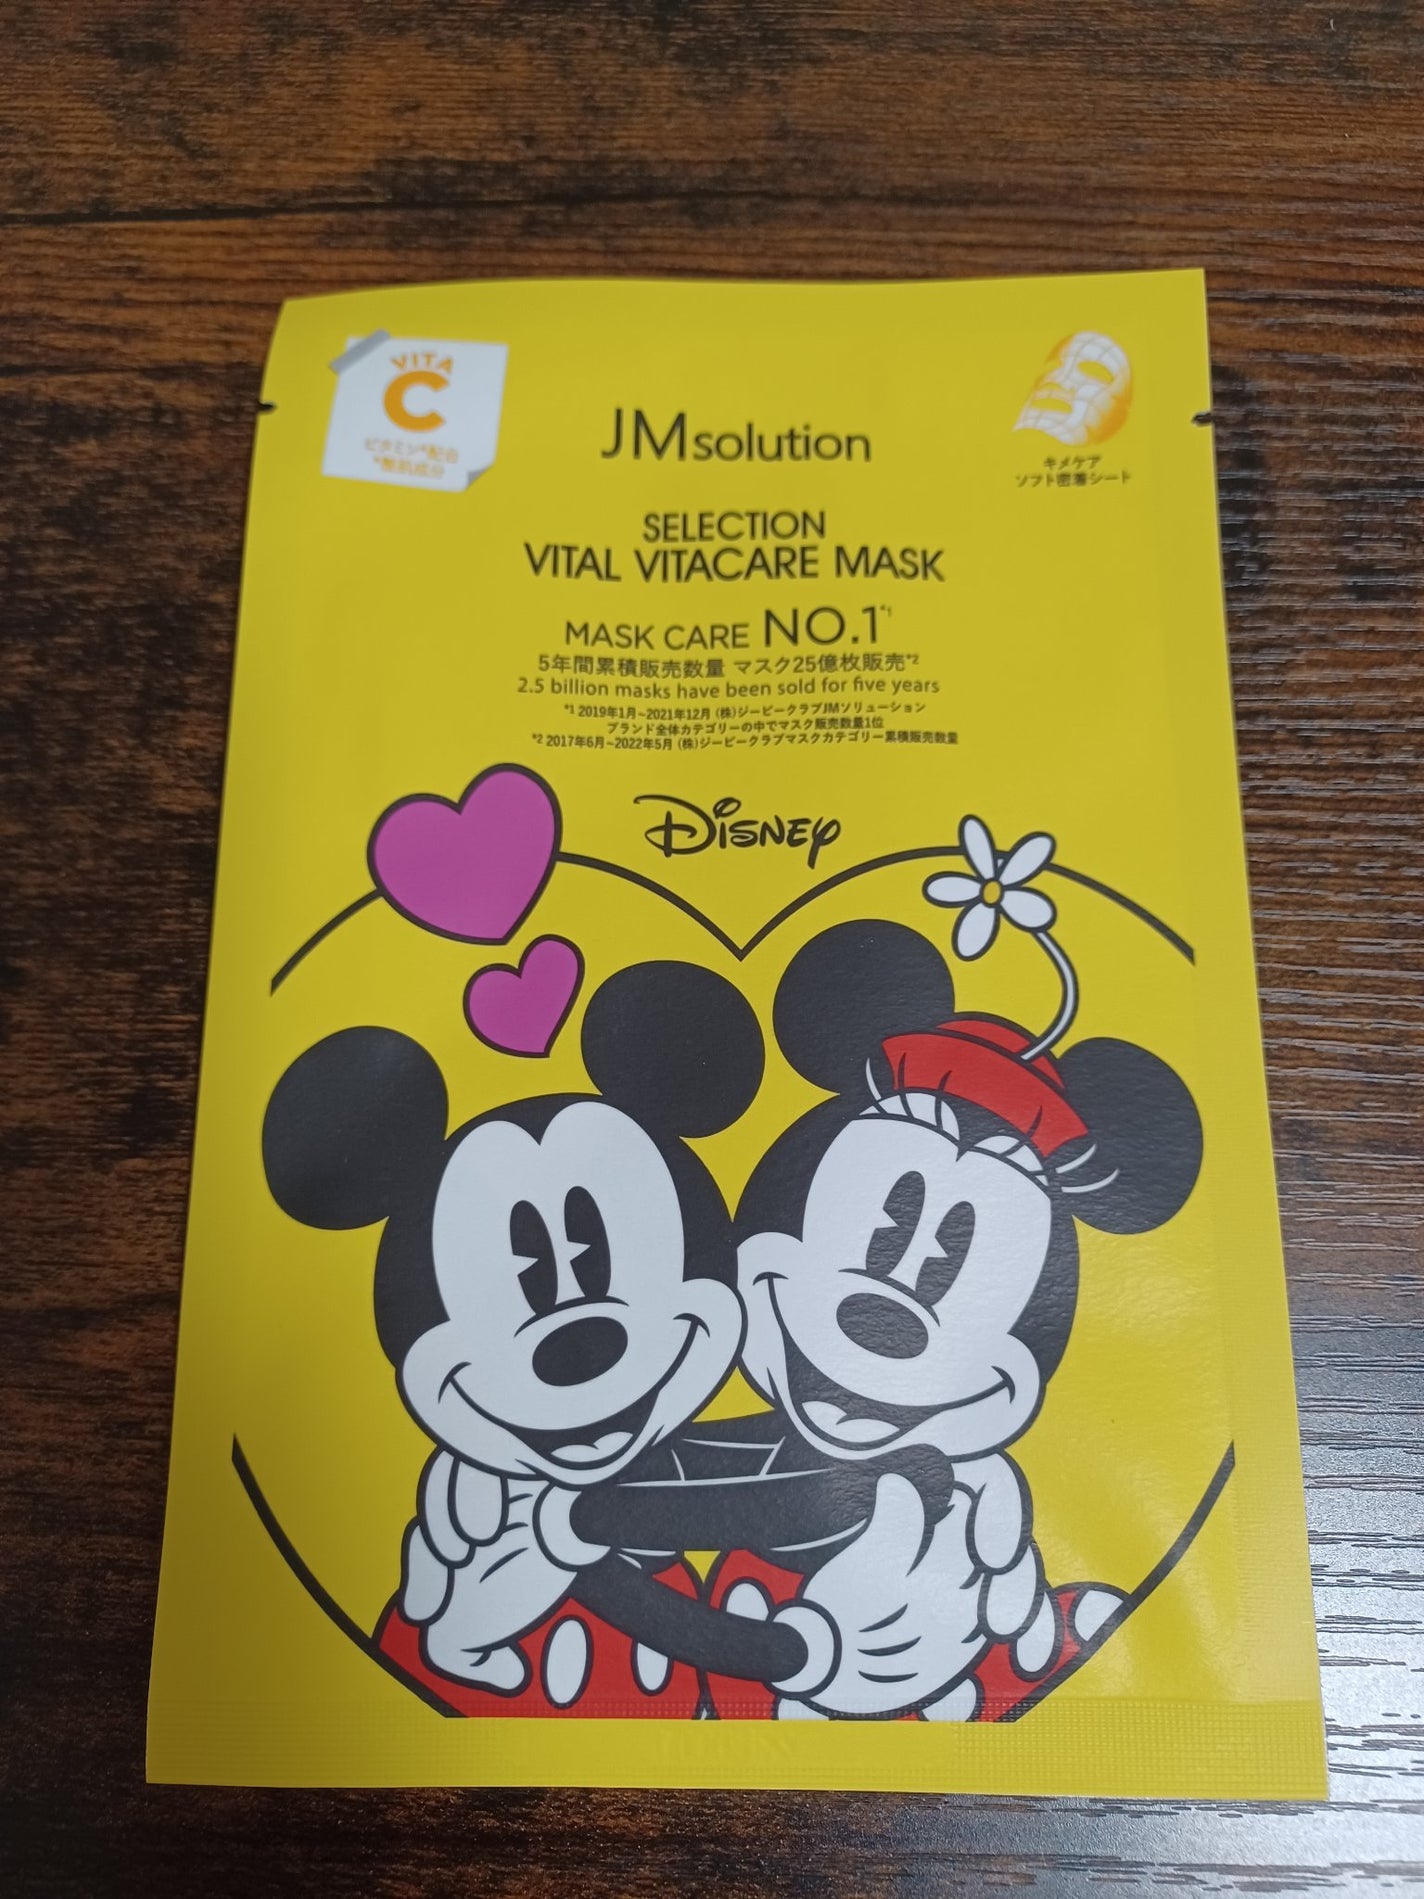 VITA
C
ビタミン*配合
*整肌成分
JMsolution
キメケア
ソフト密着シート
SELECTION
VITAL VITACARE MASK
MASK CARE NO.1*1
5年間累積販売数量 マスク25億枚販売*2
2.5 billion masks have been sold for five years
*1 2019年1月~2021年12月 (株)ジーピークラブJMソリューション
ブランド全体カテゴリーの中でマスク販売数量1位
*2 2017年6月~2022年5月 (株)ジーピークラブマスクカテゴリー累積販売数量
DISNEY